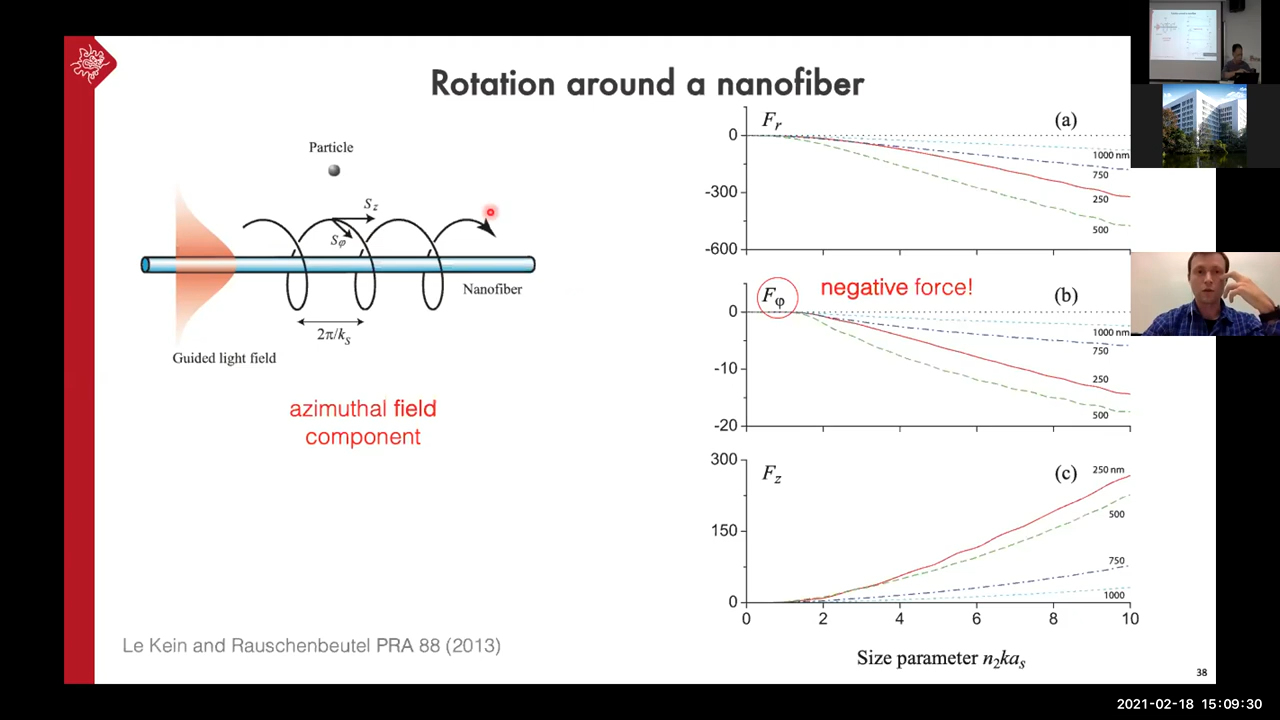 Rotation around a nanofiber
Particle
S_z
S_φ
Nanofiber
2π/k_S
Guided light field
azimuthal field
component
F_r
(a)
0
-300
-600
1000 nm
750
250
500
F_φ
negative force!
(b)
0
-10
-20
1000 nm
750
250
500
300
150
0
F_z
(c)
250 nm
500
750
1000
0 2 4 6 8 10
Size parameter n₂ka_s
Le Kein and Rauschenbeutel PRA 88 (2013)
38
2021-02-18 15:09:30